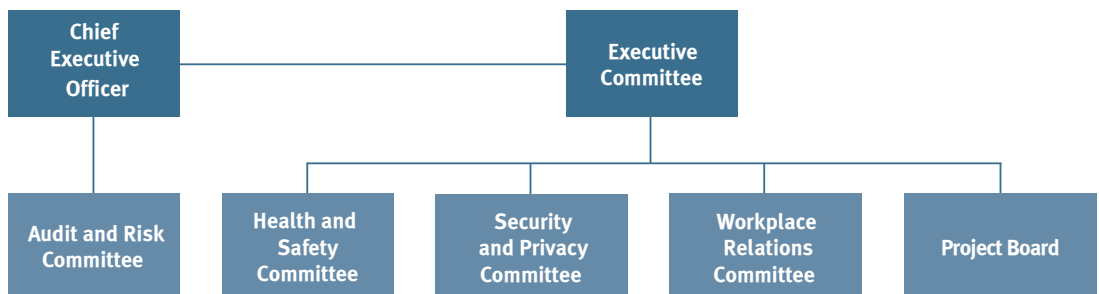 Chief
Executive
Officer
Executive
Committee
Audit and Risk
Committee
Health and
Safety
Committee
Security
and Privacy
Committee
Workplace
Relations
Committee
Project Board